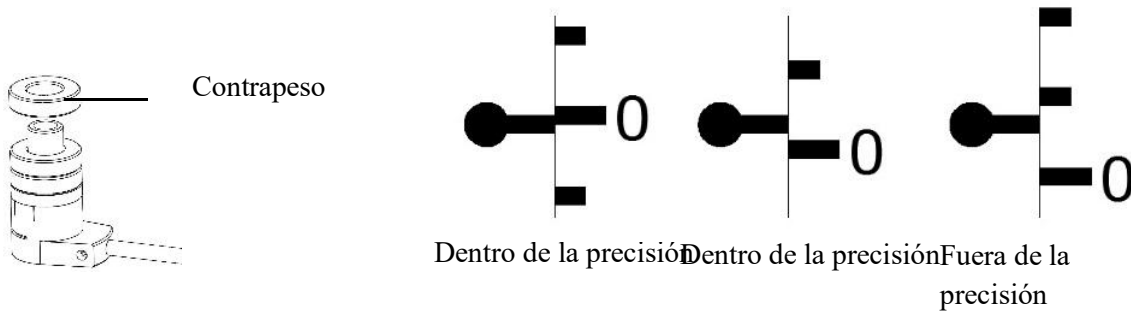 Contrapeso
0
0
0
Dentro de la precisión
Dentro de la precisión
Fuera de la
precisión